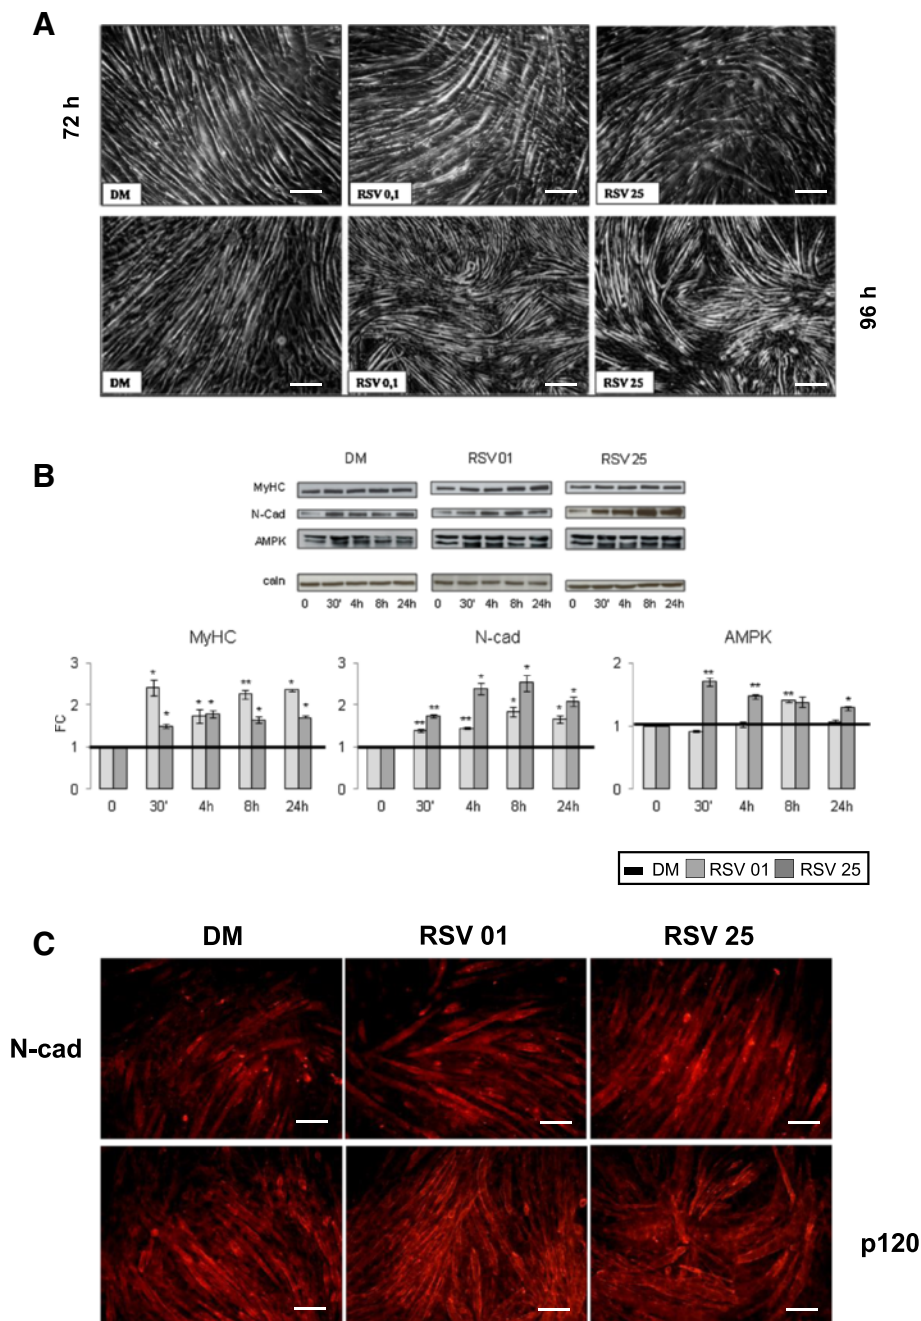 A
72 h
DM
RSV 0,1
RSV 25
96 h
DM
RSV 0,1
RSV 25
B
DM RSV 01 RSV 25
MyHC
N-Cad
AMPK
caln
0 30' 4h 8h 24h 0 30' 4h 8h 24h 0 30' 4h 8h 24h
MyHC N-cad AMPK
FC
3
2
1
0
* * * * ** * * *
0 30' 4h 8h 24h
3
2
1
0
** ** ** * * * * *
0 30' 4h 8h 24h
2
1
0
** ** ** *
0 30' 4h 8h 24h
DM RSV 01 RSV 25
C
DM RSV 01 RSV 25
N-cad
p120